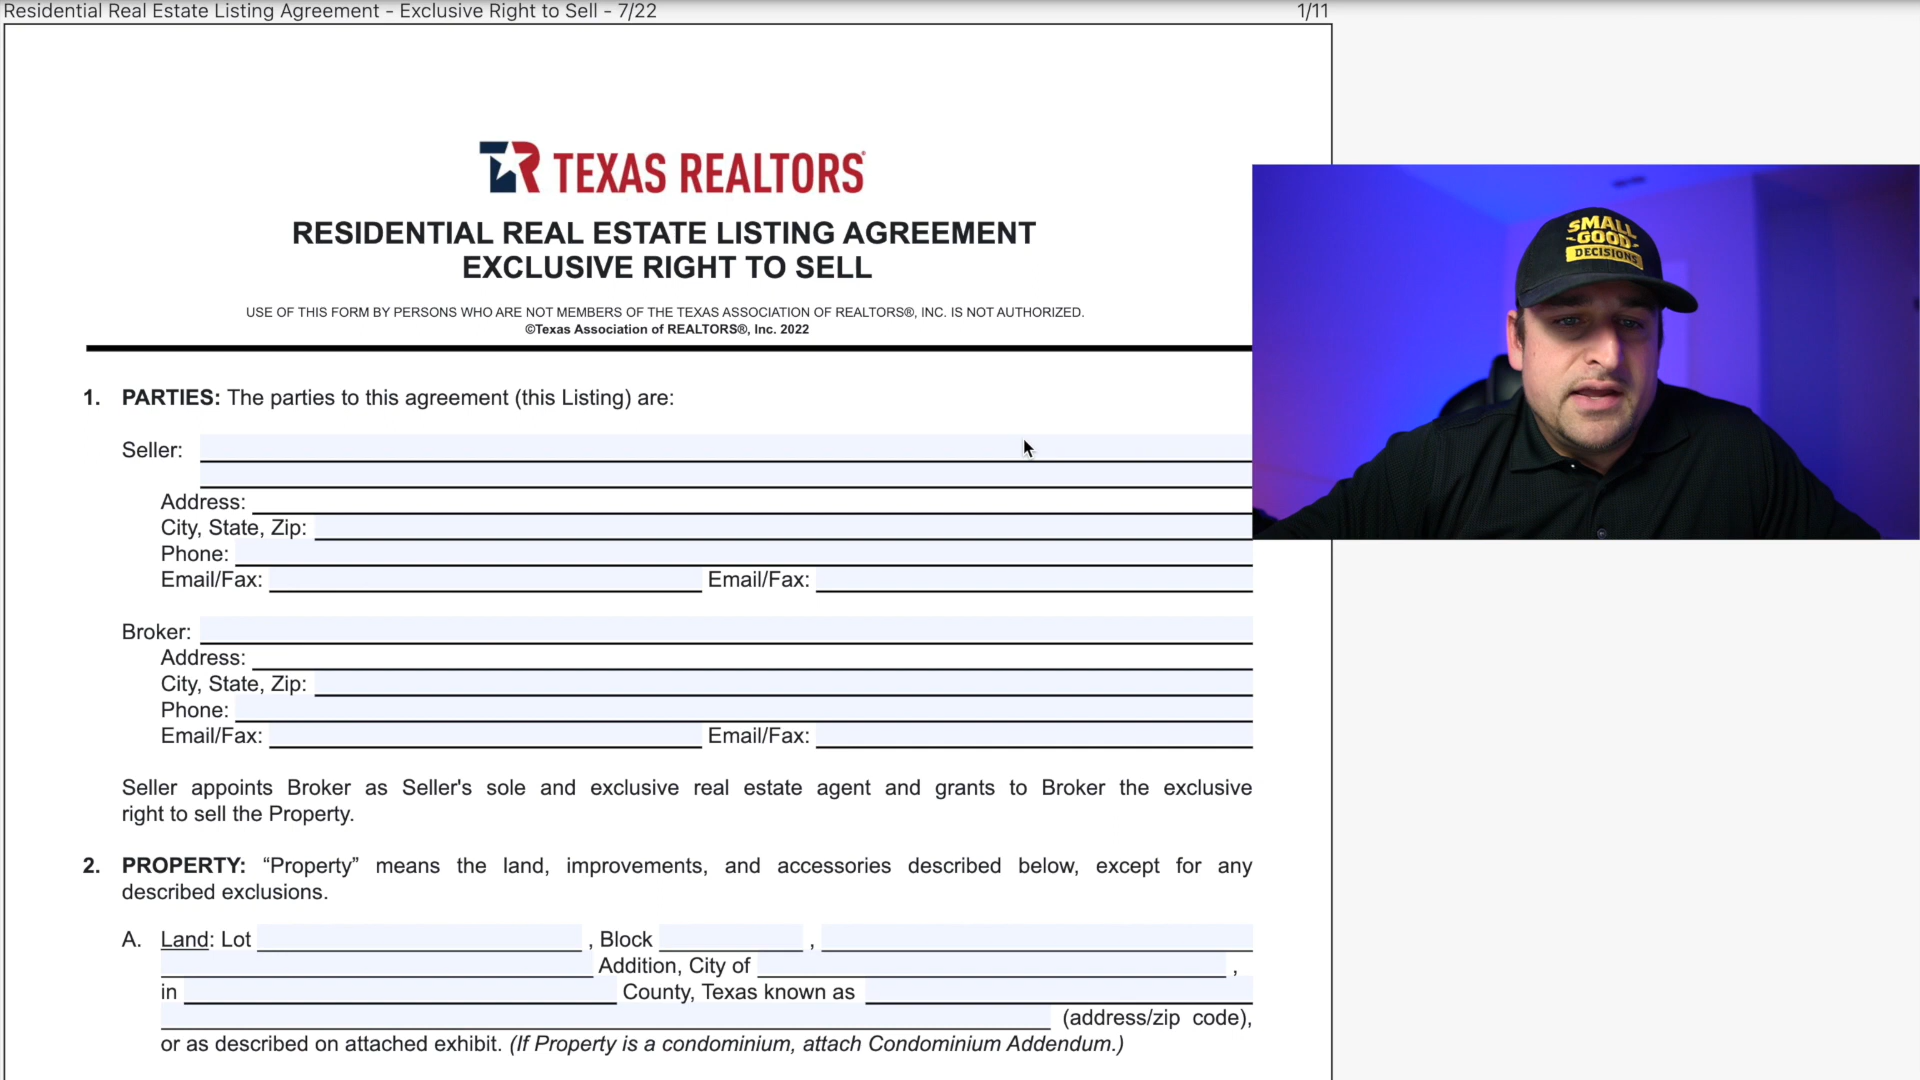 Residential Real Estate Listing Agreement - Exclusive Right to Sell - 7/22 1/11
TEXAS REALTORS
RESIDENTIAL REAL ESTATE LISTING AGREEMENT
EXCLUSIVE RIGHT TO SELL
USE OF THIS FORM BY PERSONS WHO ARE NOT MEMBERS OF THE TEXAS ASSOCIATION OF REALTORS®, INC. IS NOT AUTHORIZED.
©Texas Association of REALTORS®, Inc. 2022
SMALL
GOOD
DECISIONS
1. PARTIES: The parties to this agreement (this Listing) are:
Seller:
Address:
City, State, Zip:
Phone:
Email/Fax: Email/Fax:
Broker:
Address:
City, State, Zip:
Phone:
Email/Fax: Email/Fax:
Seller appoints Broker as Seller's sole and exclusive real estate agent and grants to Broker the exclusive
right to sell the Property.
2. PROPERTY: “Property” means the land, improvements, and accessories described below, except for any
described exclusions.
A. Land: Lot , Block ,
Addition, City of ,
in County, Texas known as
(address/zip code),
or as described on attached exhibit. (If Property is a condominium, attach Condominium Addendum.)